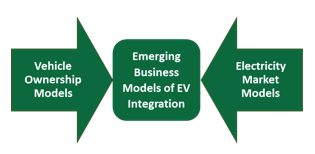 Vehicle
Ownership
Models
Emerging
Business
Models of EV
Integration
Electricity
Market
Models